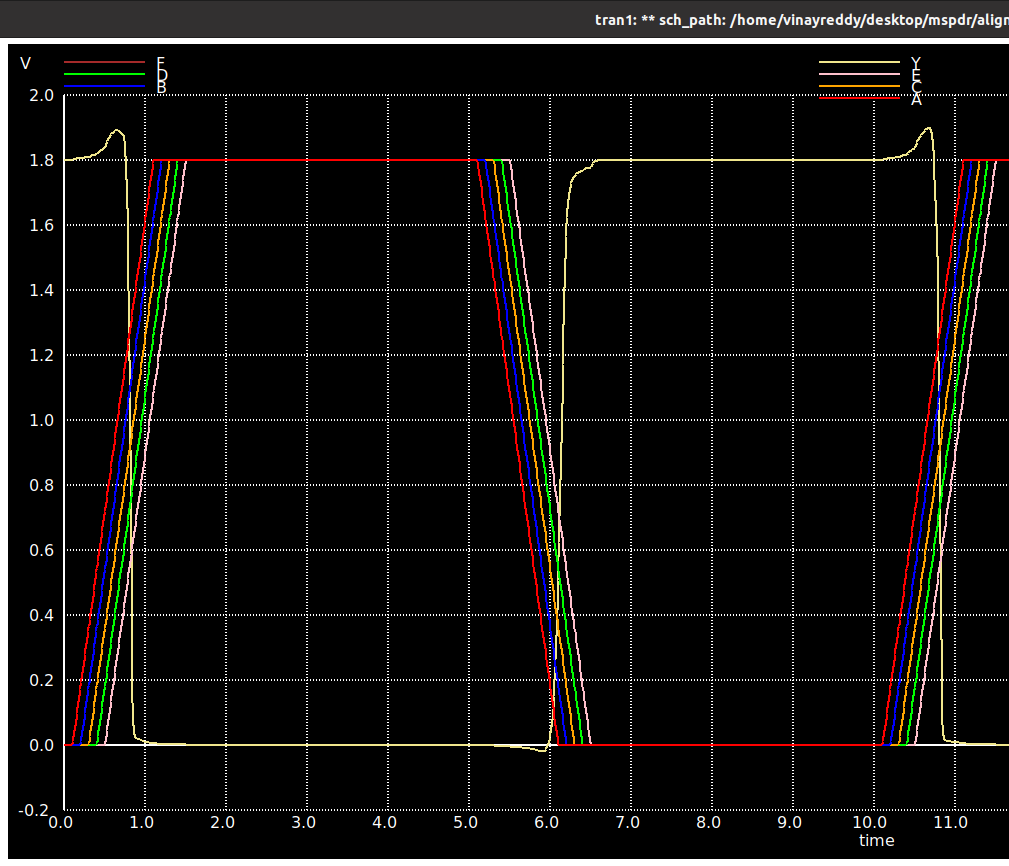 tran1: ** sch_path: /home/vinayreddy/desktop/mspdr/align
V
F
D
B
Y
E
C
A
2.0
1.8
1.6
1.4
1.2
1.0
0.8
0.6
0.4
0.2
0.0
-0.2
0.0 1.0 2.0 3.0 4.0 5.0 6.0 7.0 8.0 9.0 10.0 11.0
time